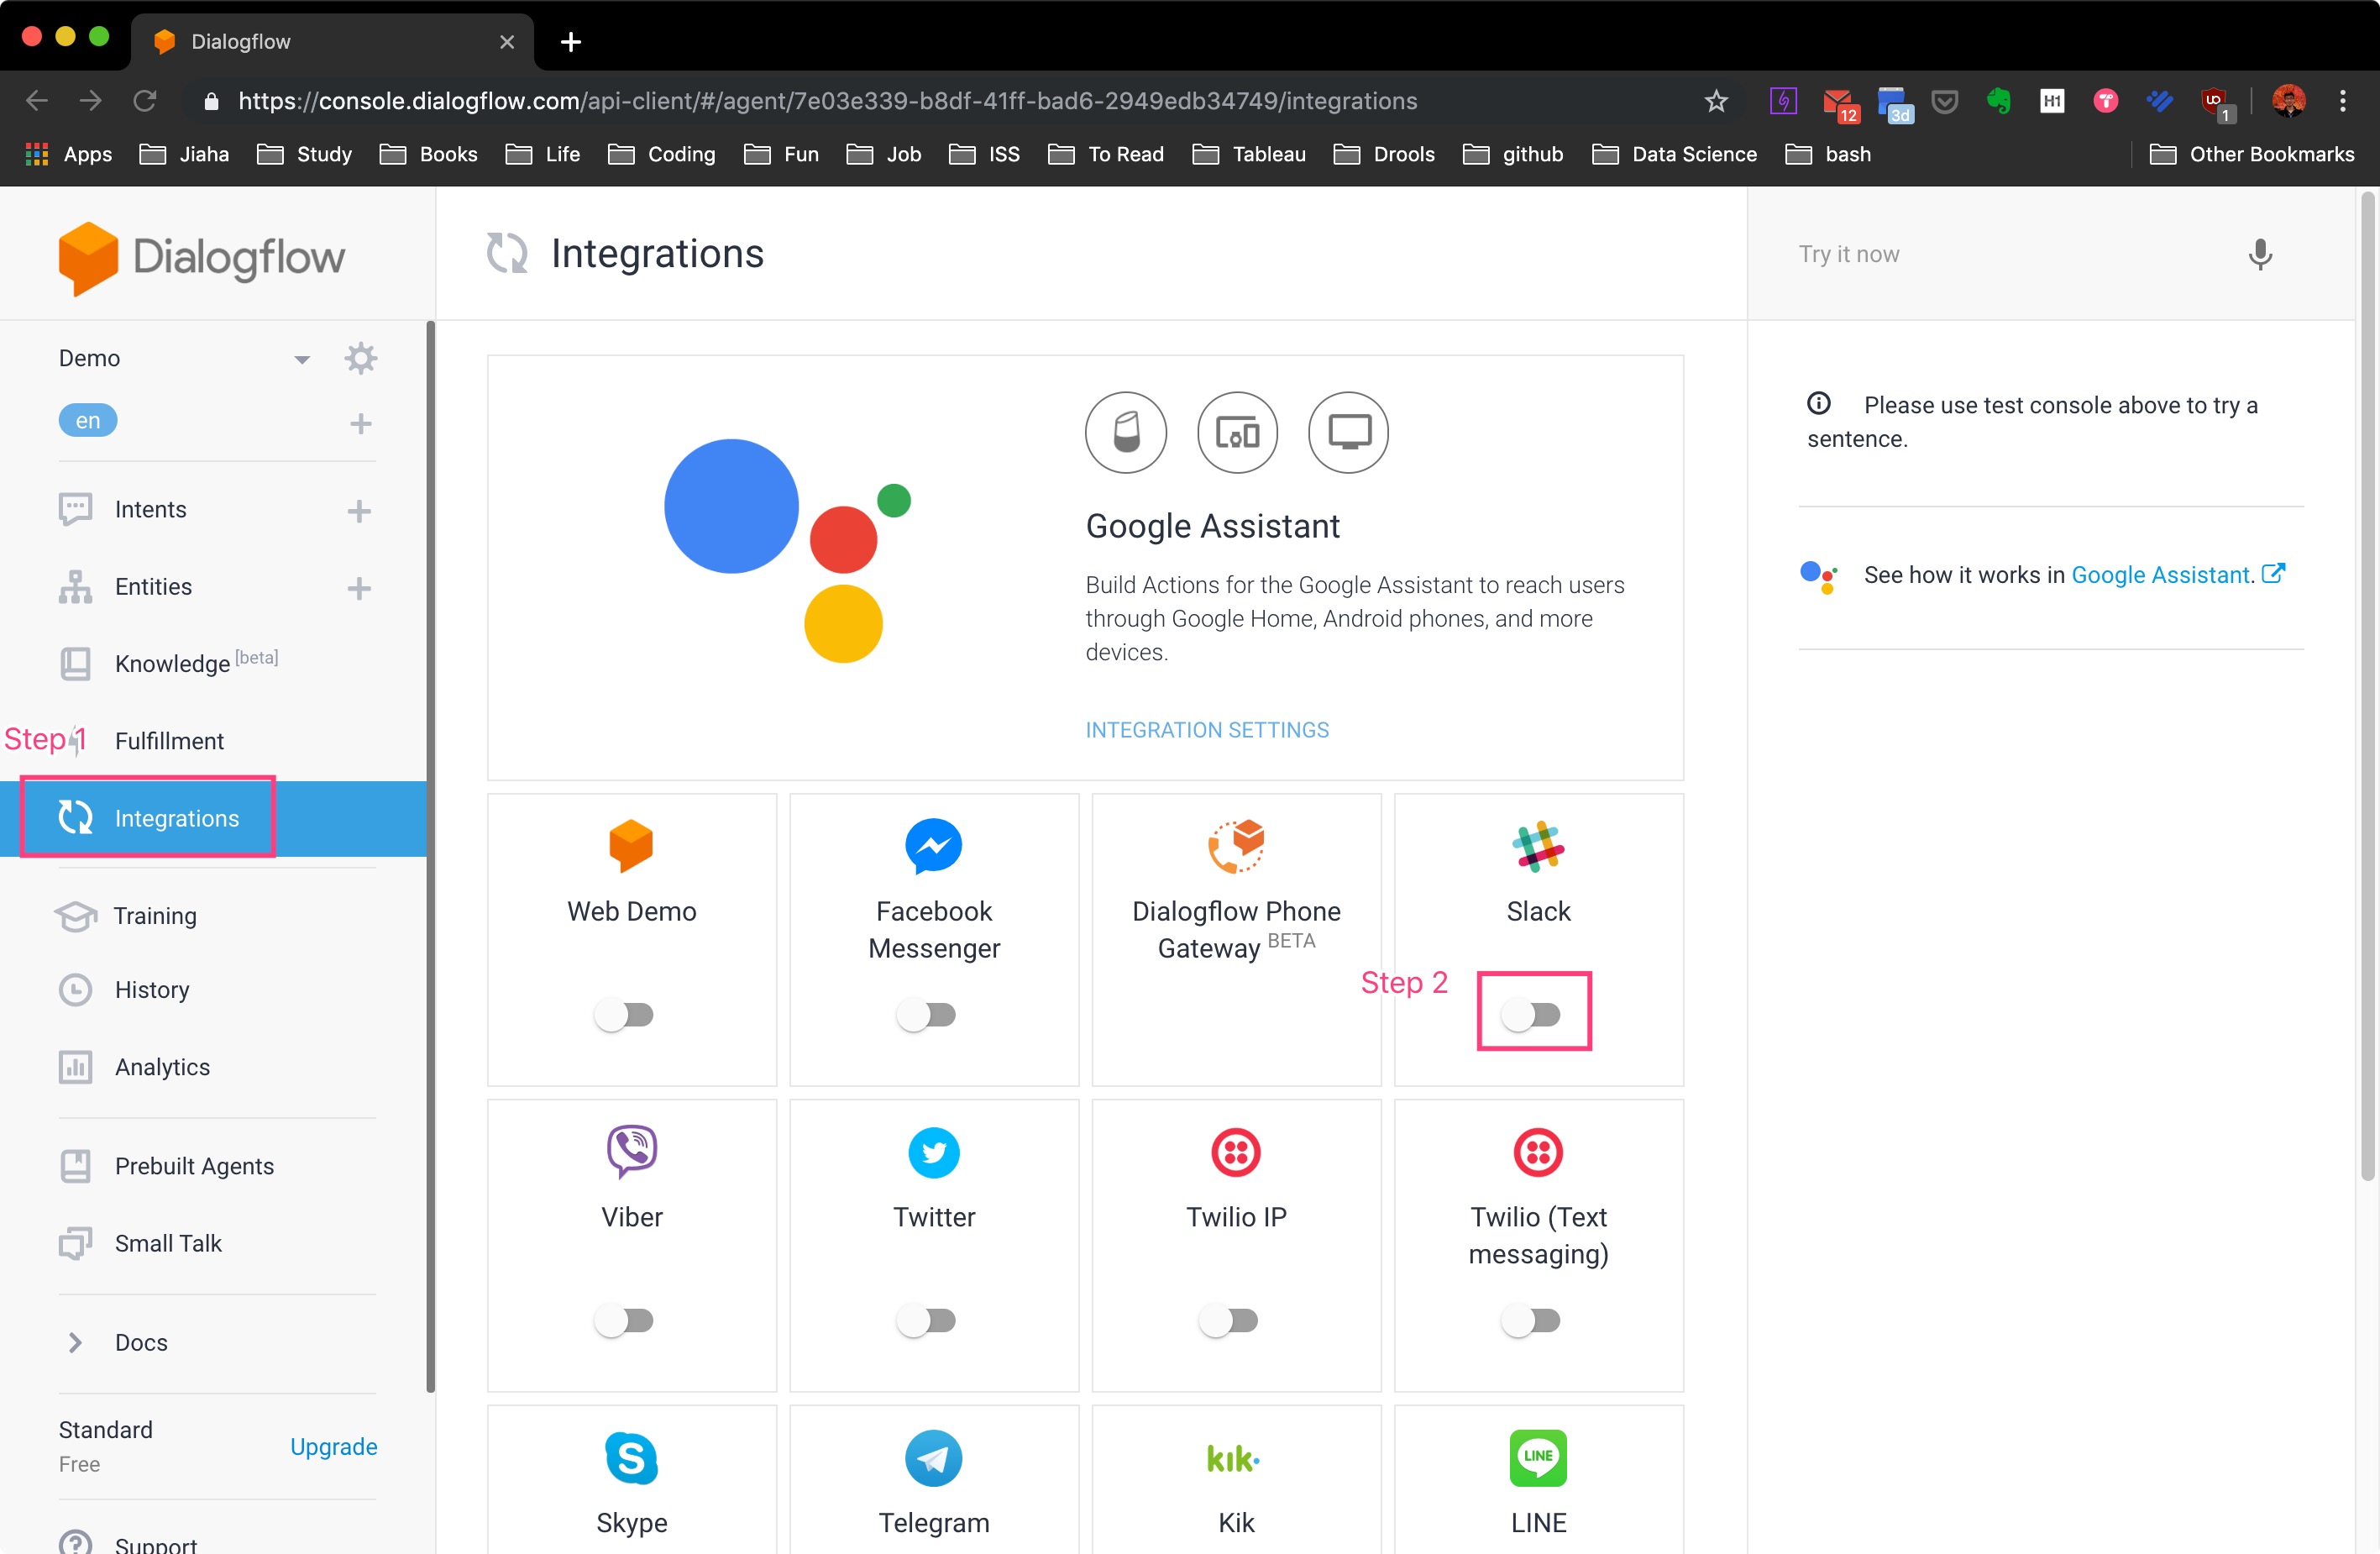 Dialogflow
https://console.dialogflow.com/api-client/#/agent/7e03e339-b8df-41ff-bad6-2949edb34749/integrations
12
3d
H1
1
Apps
Jiaha
Study
Books
Life
Coding
Fun
Job
ISS
To Read
Tableau
Drools
github
Data Science
bash
Other Bookmarks
Dialogflow
Integrations
Try it now
Demo
en
Intents
Entities
Knowledge [beta]
Step 1
Fulfillment
Integrations
Training
History
Analytics
Prebuilt Agents
Small Talk
Docs
Standard
Free
Upgrade
Support
Google Assistant
Build Actions for the Google Assistant to reach users
through Google Home, Android phones, and more
devices.
INTEGRATION SETTINGS
Web Demo
Facebook
Messenger
Dialogflow Phone
Gateway BETA
Slack
Step 2
Viber
Twitter
Twilio IP
Twilio (Text
messaging)
Skype
Telegram
kik.
Kik
LINE
LINE
Please use test console above to try a
sentence.
See how it works in Google Assistant.